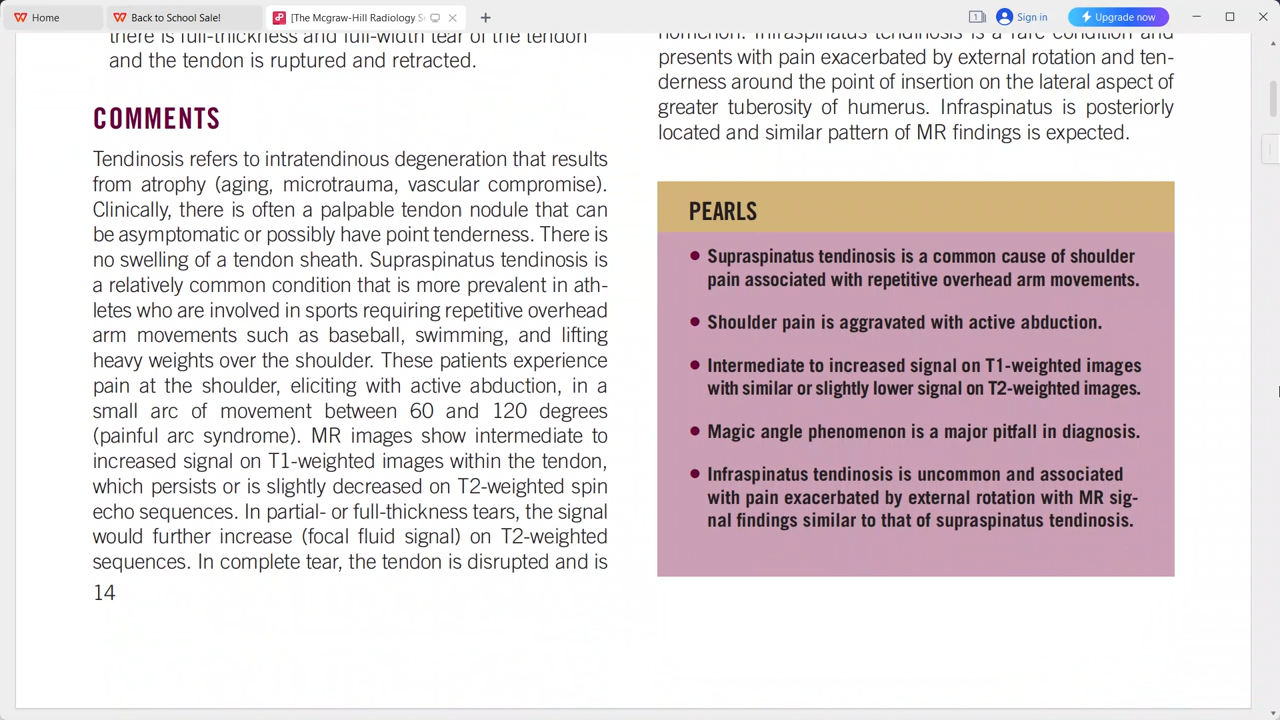 Home
Back to School Sale!
[The Mcgraw-Hill Radiology S
1
Sign in
Upgrade now
there is full-thickness and full-width tear of the tendon
and the tendon is ruptured and retracted.
COMMENTS
Tendinosis refers to intratendinous degeneration that results
from atrophy (aging, microtrauma, vascular compromise).
Clinically, there is often a palpable tendon nodule that can
be asymptomatic or possibly have point tenderness. There is
no swelling of a tendon sheath. Supraspinatus tendinosis is
a relatively common condition that is more prevalent in ath-
letes who are involved in sports requiring repetitive overhead
arm movements such as baseball, swimming, and lifting
heavy weights over the shoulder. These patients experience
pain at the shoulder, eliciting with active abduction, in a
small arc of movement between 60 and 120 degrees
(painful arc syndrome). MR images show intermediate to
increased signal on T1-weighted images within the tendon,
which persists or is slightly decreased on T2-weighted spin
echo sequences. In partial- or full-thickness tears, the signal
would further increase (focal fluid signal) on T2-weighted
sequences. In complete tear, the tendon is disrupted and is
14
nomenon. Infraspinatus tendinosis is a rare condition and
presents with pain exacerbated by external rotation and ten-
derness around the point of insertion on the lateral aspect of
greater tuberosity of humerus. Infraspinatus is posteriorly
located and similar pattern of MR findings is expected.
PEARLS
● Supraspinatus tendinosis is a common cause of shoulder
pain associated with repetitive overhead arm movements.
● Shoulder pain is aggravated with active abduction.
● Intermediate to increased signal on T1-weighted images
with similar or slightly lower signal on T2-weighted images.
● Magic angle phenomenon is a major pitfall in diagnosis.
● Infraspinatus tendinosis is uncommon and associated
with pain exacerbated by external rotation with MR sig-
nal findings similar to that of supraspinatus tendinosis.